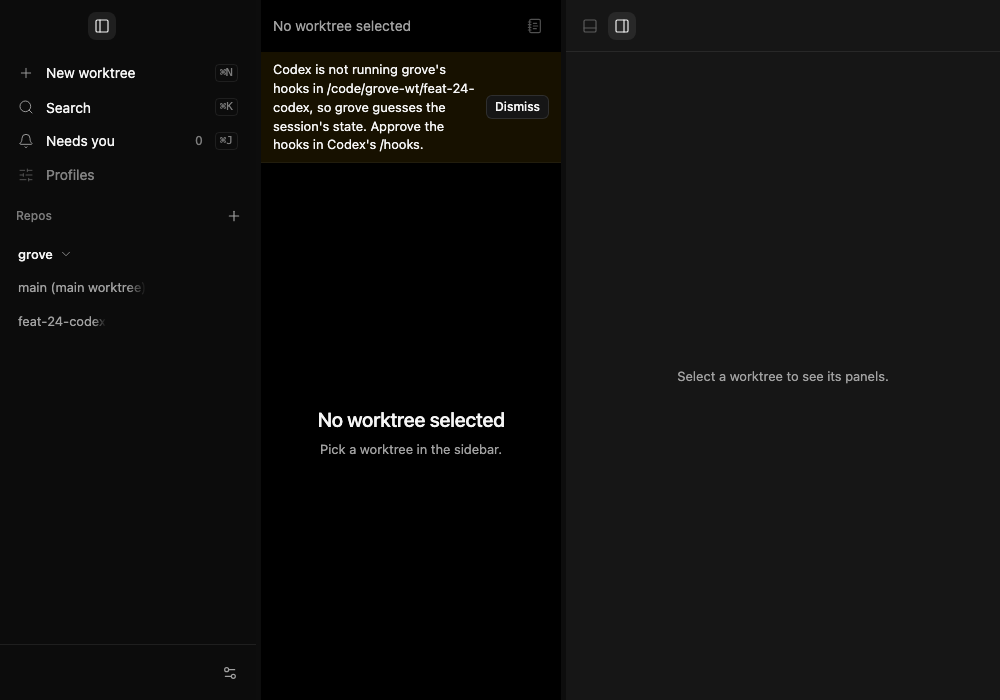 New worktree ⌘N
Search ⌘K
Needs you 0 ⌘J
Profiles
Repos
grove
main (main worktree)
feat-24-codex
No worktree selected
Codex is not running grove's
hooks in /code/grove-wt/feat-24-
codex, so grove guesses the
session's state. Approve the
hooks in Codex's /hooks.
Dismiss
No worktree selected
Pick a worktree in the sidebar.
Select a worktree to see its panels.